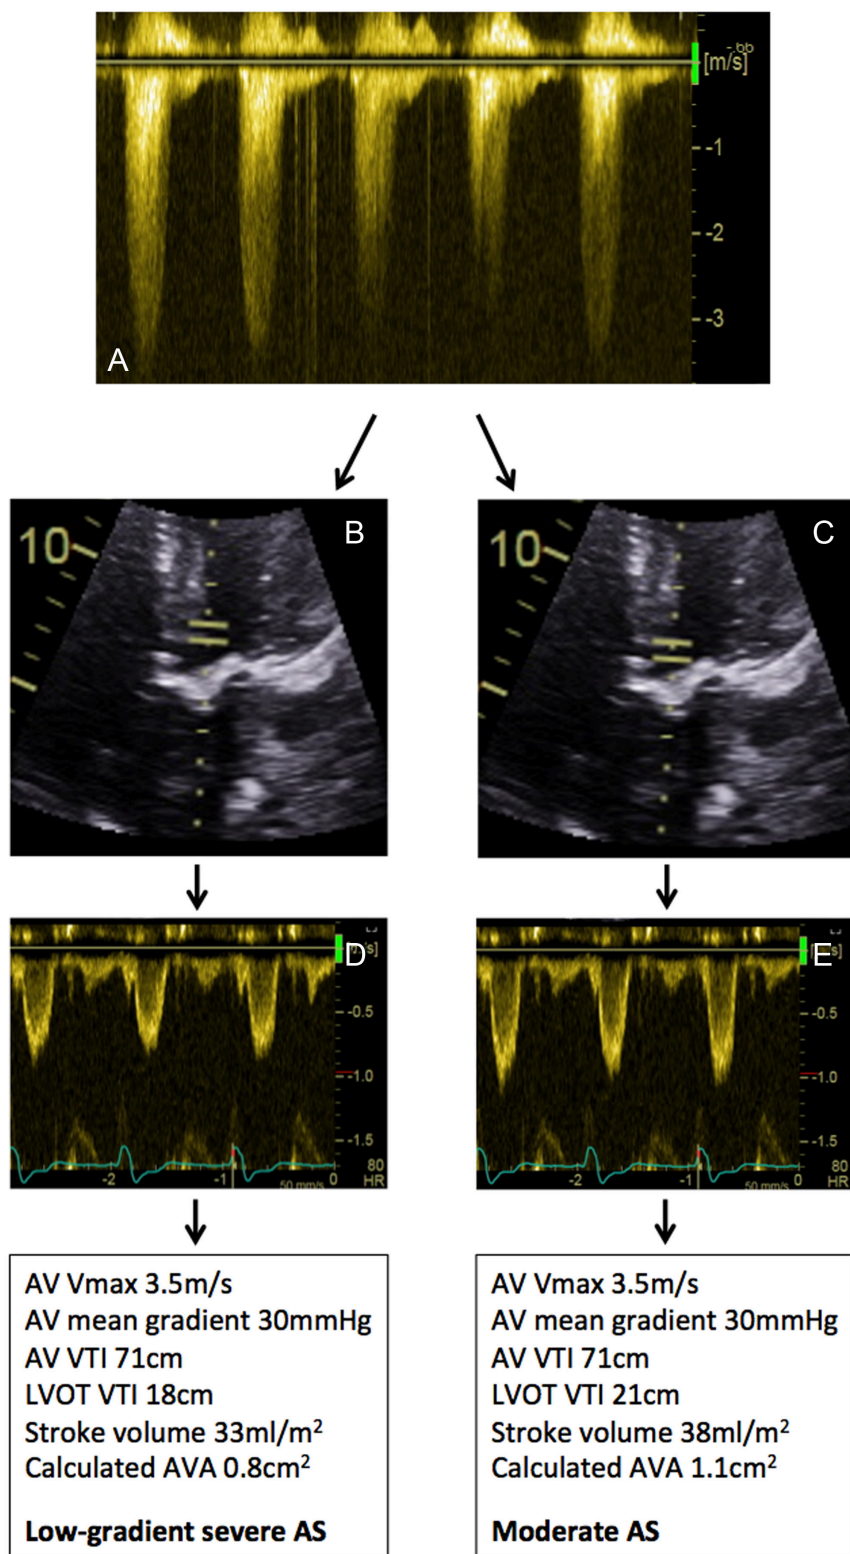 -.66
[m/s]
-1
-2
-3
A
10
B
10
C
D
-0.5
-1.0
-1.5
-2
-1
0
50 mm/s
80
HR
E
-0.5
-1.0
-1.5
-2
-1
0
50 mm/s
80
HR
AV Vmax 3.5m/s
AV mean gradient 30mmHg
AV VTI 71cm
LVOT VTI 18cm
Stroke volume 33ml/m²
Calculated AVA 0.8cm²
Low-gradient severe AS
AV Vmax 3.5m/s
AV mean gradient 30mmHg
AV VTI 71cm
LVOT VTI 21cm
Stroke volume 38ml/m²
Calculated AVA 1.1cm²
Moderate AS